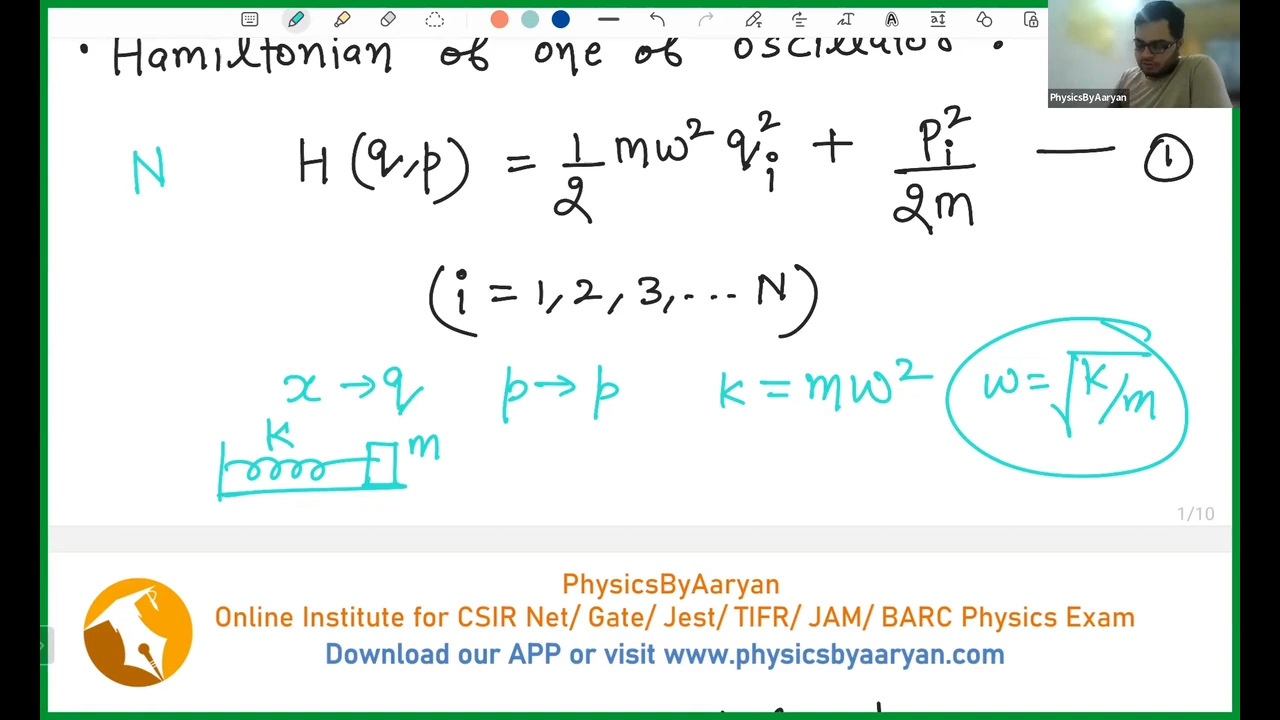 • Hamiltonian of one of oscillator.
PhysicsByAaryan
N
H(q,p) = 1/2 mω² qᵢ² + pᵢ²/2m — ①
(i = 1, 2, 3, ... N)
x → q p → p k = mω² ω = √k/m
K m
1/10
PhysicsByAaryan
Online Institute for CSIR Net/ Gate/ Jest/ TIFR/ JAM/ BARC Physics Exam
Download our APP or visit www.physicsbyaaryan.com